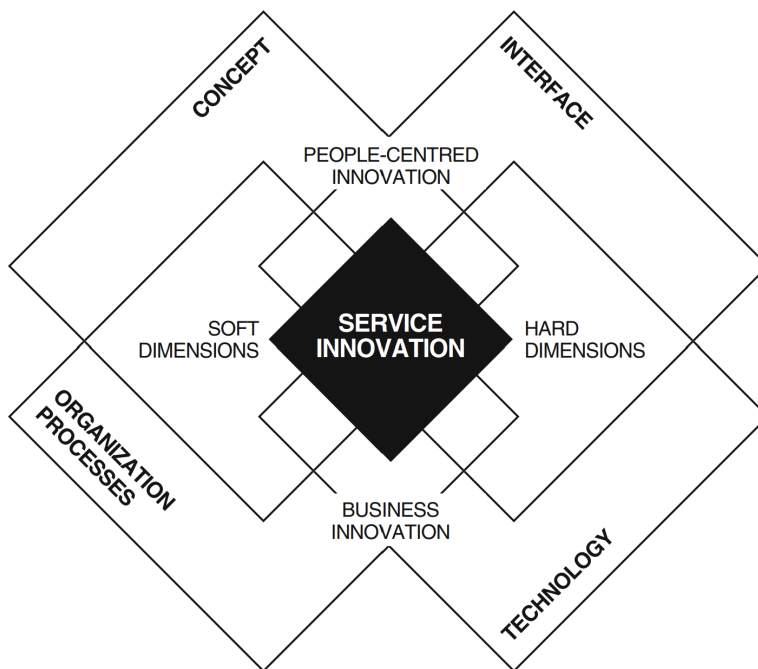 CONCEPT
INTERFACE
PEOPLE-CENTRED
INNOVATION
SOFT
DIMENSIONS
SERVICE
INNOVATION
HARD
DIMENSIONS
ORGANIZATION
PROCESSES
BUSINESS
INNOVATION
TECHNOLOGY